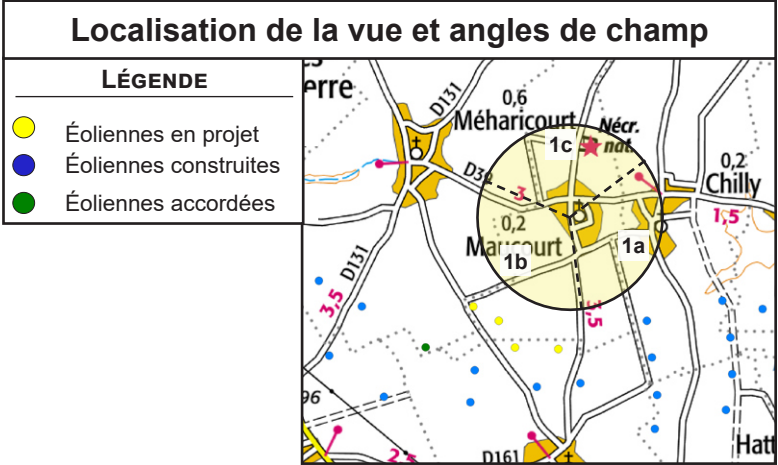 Localisation de la vue et angles de champ
LÉGENDE
Éoliennes en projet
Éoliennes construites
Éoliennes accordées
erre
D131
0,6
Méharicourt
Nécr.
nat.
1c
D39
3
0,2
Chilly
1,5
0,2
Maucourt
1a
1b
D131
3,5
3,5
96
2,5
D161
Hatt